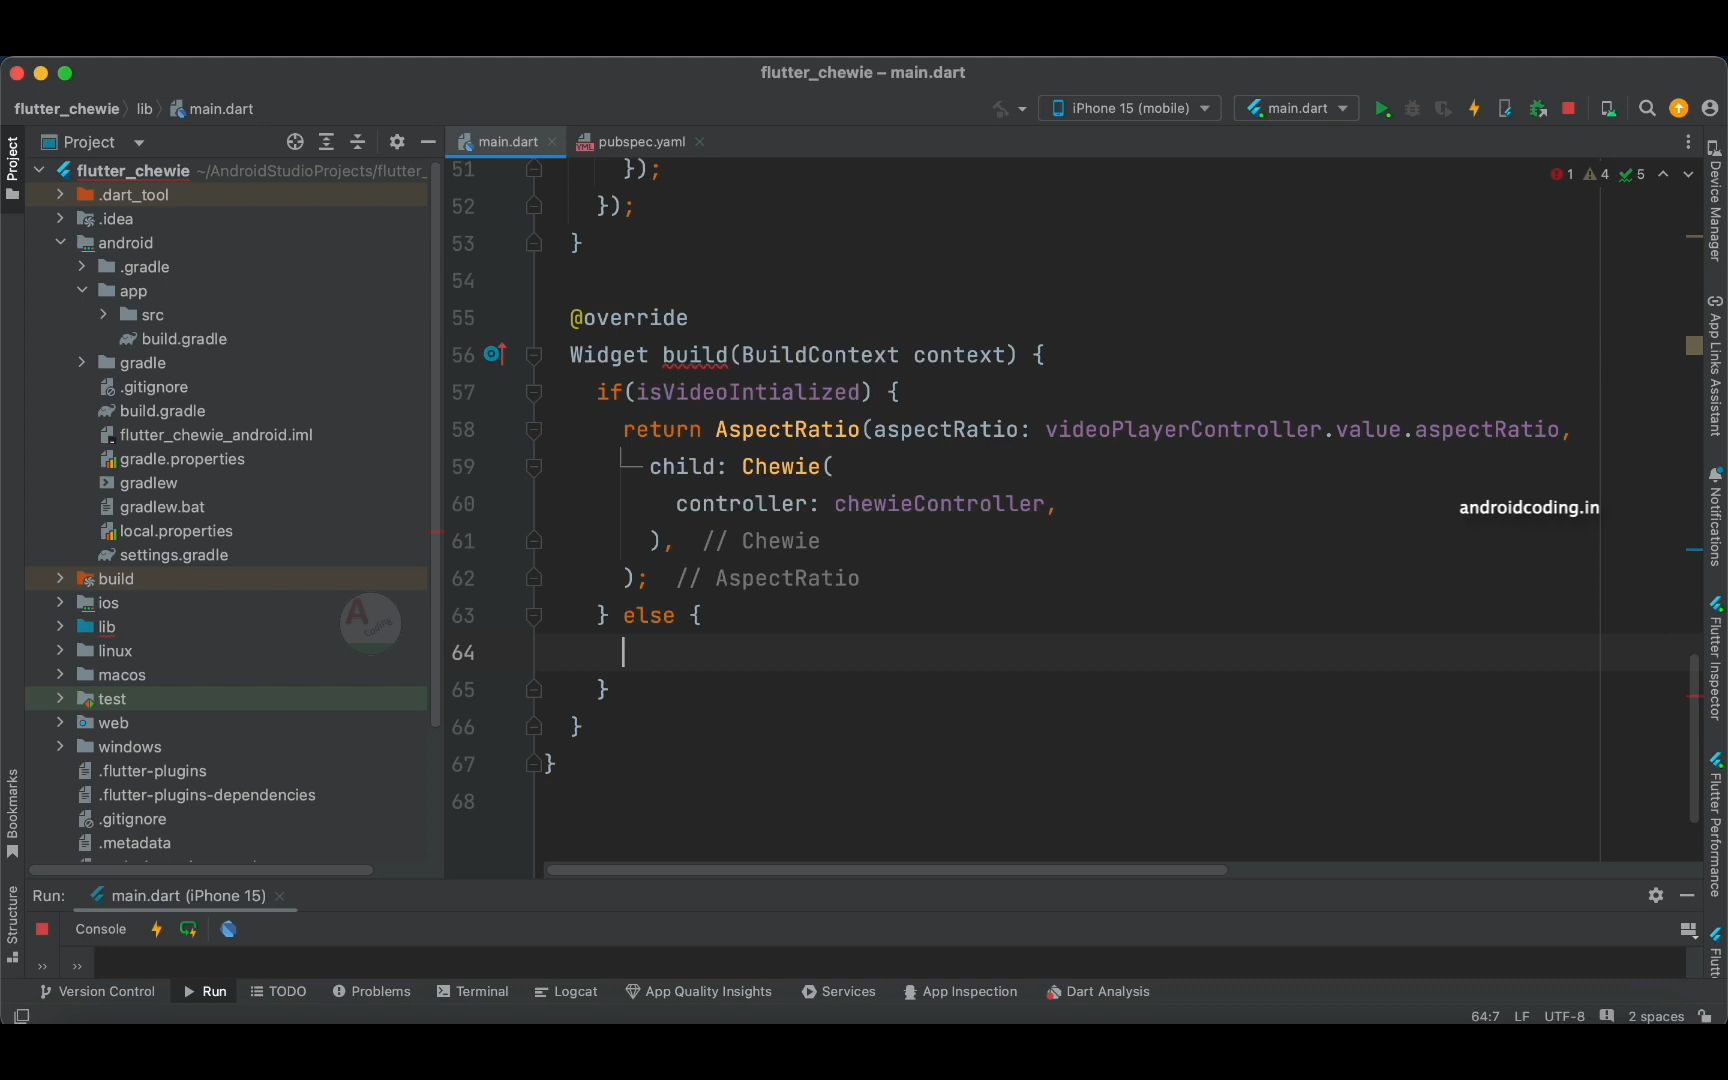 flutter_chewie – main.dart
flutter_chewie lib main.dart
iPhone 15 (mobile) main.dart
Project
main.dart
pubspec.yaml
flutter_chewie ~/AndroidStudioProjects/flutter_
.dart_tool
.idea
android
.gradle
app
src
build.gradle
gradle
.gitignore
build.gradle
flutter_chewie_android.iml
gradle.properties
gradlew
gradlew.bat
local.properties
settings.gradle
build
ios
lib
linux
macos
test
web
windows
.flutter-plugins
.flutter-plugins-dependencies
.gitignore
.metadata
A Coding
Project
Bookmarks
Structure
1 4 5
51 });
52 });
53 }
54
55 @override
56 Widget build(BuildContext context) {
57 if(isVideoIntialized) {
58 return AspectRatio(aspectRatio: videoPlayerController.value.aspectRatio,
59 child: Chewie(
60 controller: chewieController,
61 ), // Chewie
62 ); // AspectRatio
63 } else {
64
65 }
66 }
67 }
68
androidcoding.in
Device Manager
App Links Assistant
Notifications
Flutter Inspector
Flutter Performance
Flutt
Run: main.dart (iPhone 15)
Console
Version Control Run TODO Problems Terminal Logcat App Quality Insights Services App Inspection Dart Analysis
64:7 LF UTF-8 2 spaces